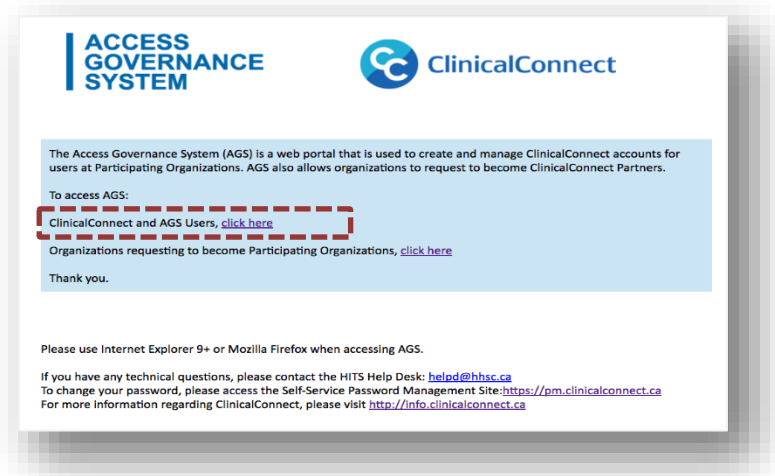 ACCESS
GOVERNANCE
SYSTEM
CC ClinicalConnect
The Access Governance System (AGS) is a web portal that is used to create and manage ClinicalConnect accounts for
users at Participating Organizations. AGS also allows organizations to request to become ClinicalConnect Partners.
To access AGS:
ClinicalConnect and AGS Users, click here
Organizations requesting to become Participating Organizations, click here
Thank you.
Please use Internet Explorer 9+ or Mozilla Firefox when accessing AGS.
If you have any technical questions, please contact the HITS Help Desk: helpd@hhsc.ca
To change your password, please access the Self-Service Password Management Site:https://pm.clinicalconnect.ca
For more information regarding ClinicalConnect, please visit http://info.clinicalconnect.ca